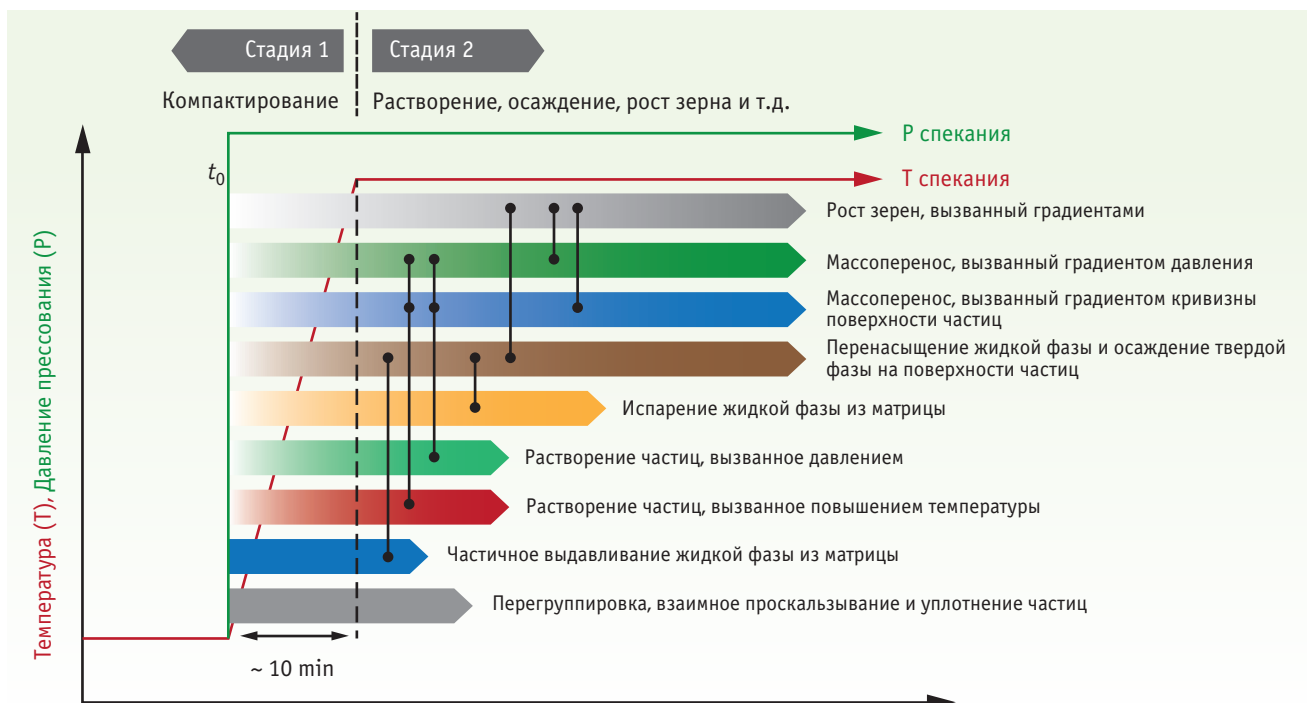 Стадия 1
Стадия 2
Компактирование
Растворение, осаждение, рост зерна и т.д.
P спекания
t0
T спекания
Рост зерен, вызванный градиентами
Массоперенос, вызванный градиентом давления
Массоперенос, вызванный градиентом кривизны
поверхности частиц
Перенасыщение жидкой фазы и осаждение твердой
фазы на поверхности частиц
Испарение жидкой фазы из матрицы
Растворение частиц, вызванное давлением
Растворение частиц, вызванное повышением температуры
Частичное выдавливание жидкой фазы из матрицы
Перегруппировка, взаимное проскальзывание и уплотнение частиц
~ 10 min
Температура (T), Давление прессования (P)